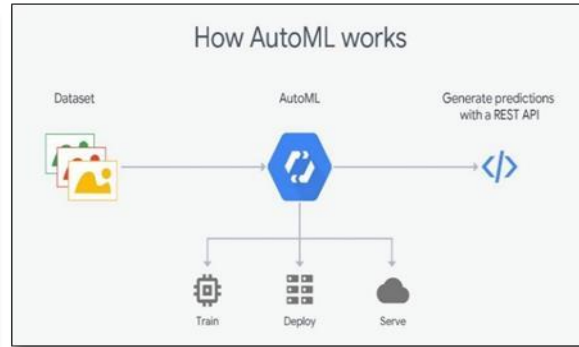 How AutoML works
Dataset
AutoML
Generate predictions
with a REST API
</>
Train
Deploy
Serve